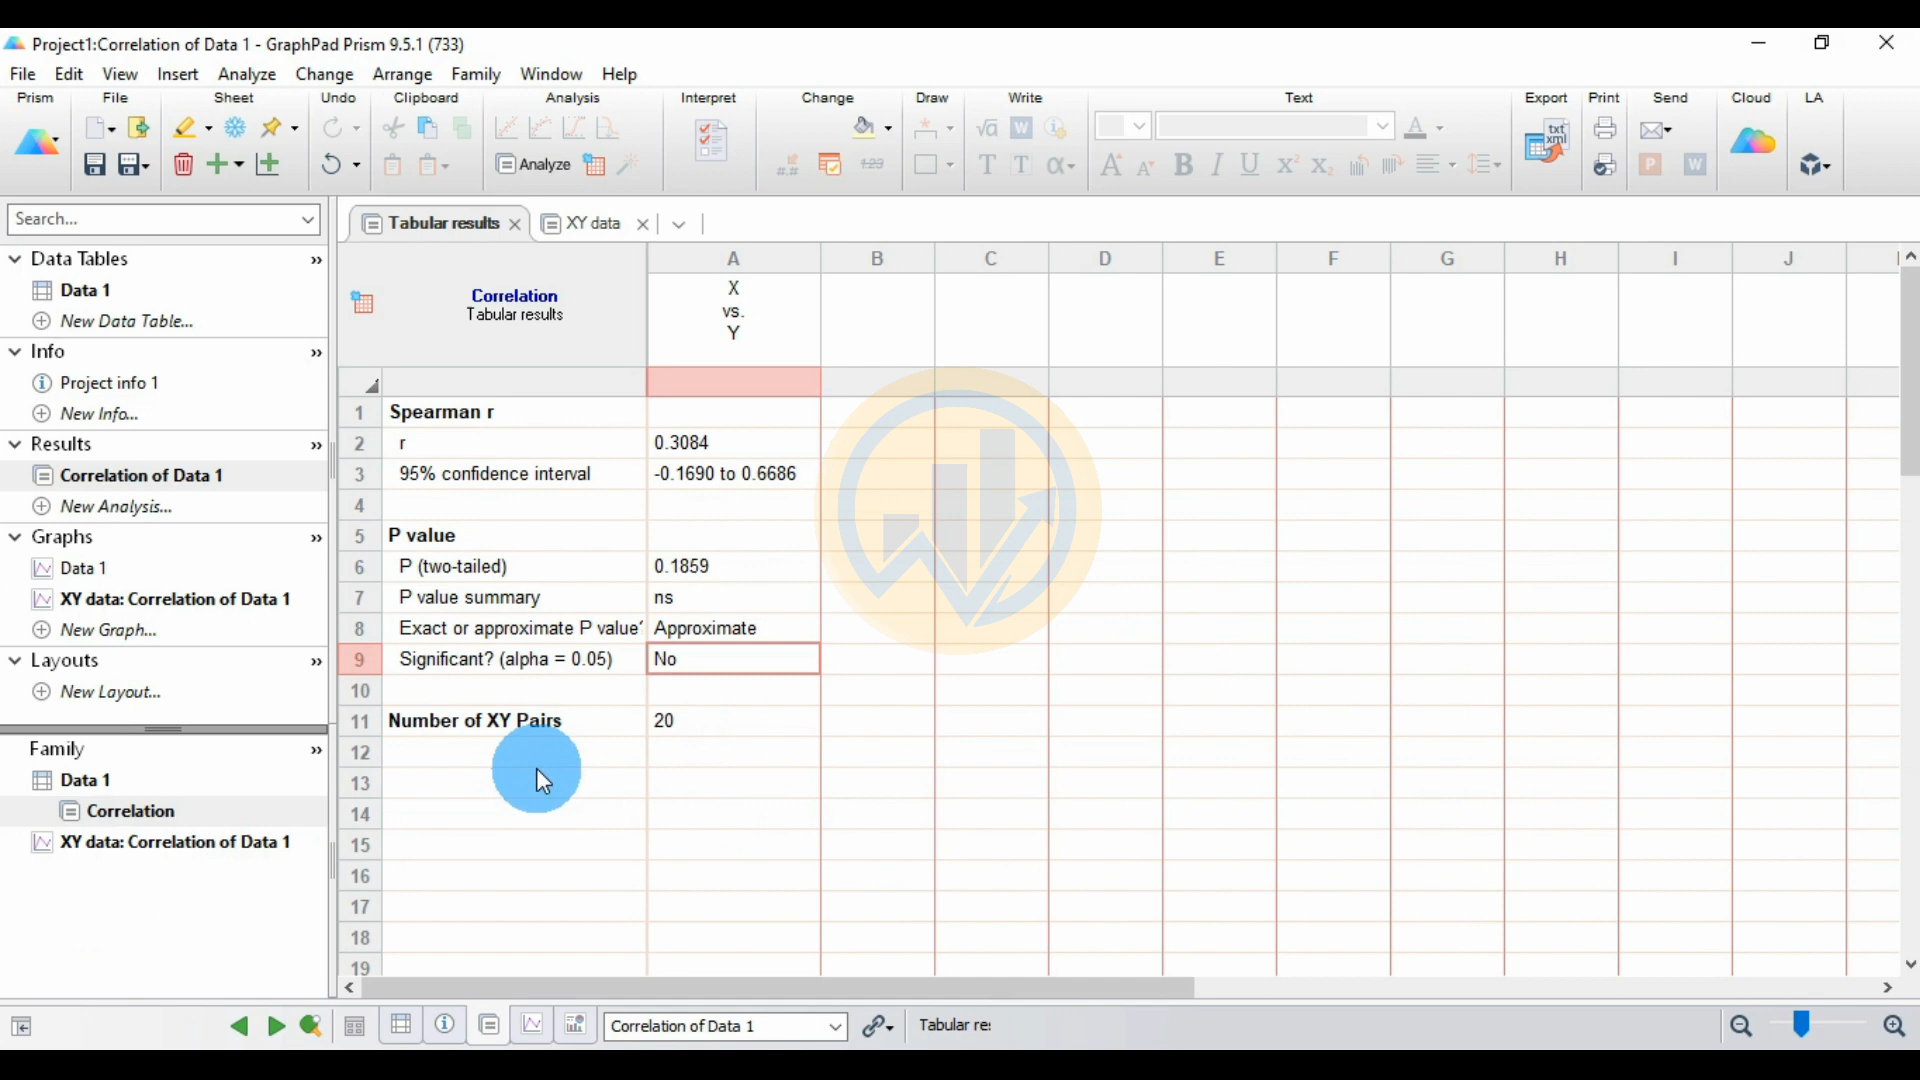 Project1:Correlation of Data 1 - GraphPad Prism 9.5.1 (733)
File Edit View Insert Analyze Change Arrange Family Window Help
Prism File Sheet Undo Clipboard Analysis Interpret Change Draw Write Text Export Print Send Cloud LA
Analyze
Search...
Tabular results XY data
Data Tables
Data 1
New Data Table...
Info
Project info 1
New Info...
Results
Correlation of Data 1
New Analysis...
Graphs
Data 1
XY data: Correlation of Data 1
New Graph...
Layouts
New Layout...
Family
Data 1
Correlation
XY data: Correlation of Data 1
A B C D E F G H I J
Correlation
Tabular results
X
vs.
Y
1 Spearman r
2 r 0.3084
3 95% confidence interval -0.1690 to 0.6686
4
5 P value
6 P (two-tailed) 0.1859
7 P value summary ns
8 Exact or approximate P value? Approximate
9 Significant? (alpha = 0.05) No
10
11 Number of XY Pairs 20
12
13
14
15
16
17
18
19
Correlation of Data 1
Tabular re